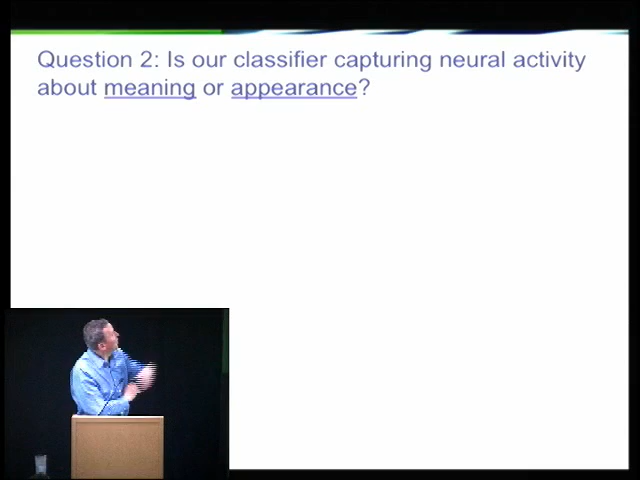 Question 2: Is our classifier capturing neural activity
about meaning or appearance?